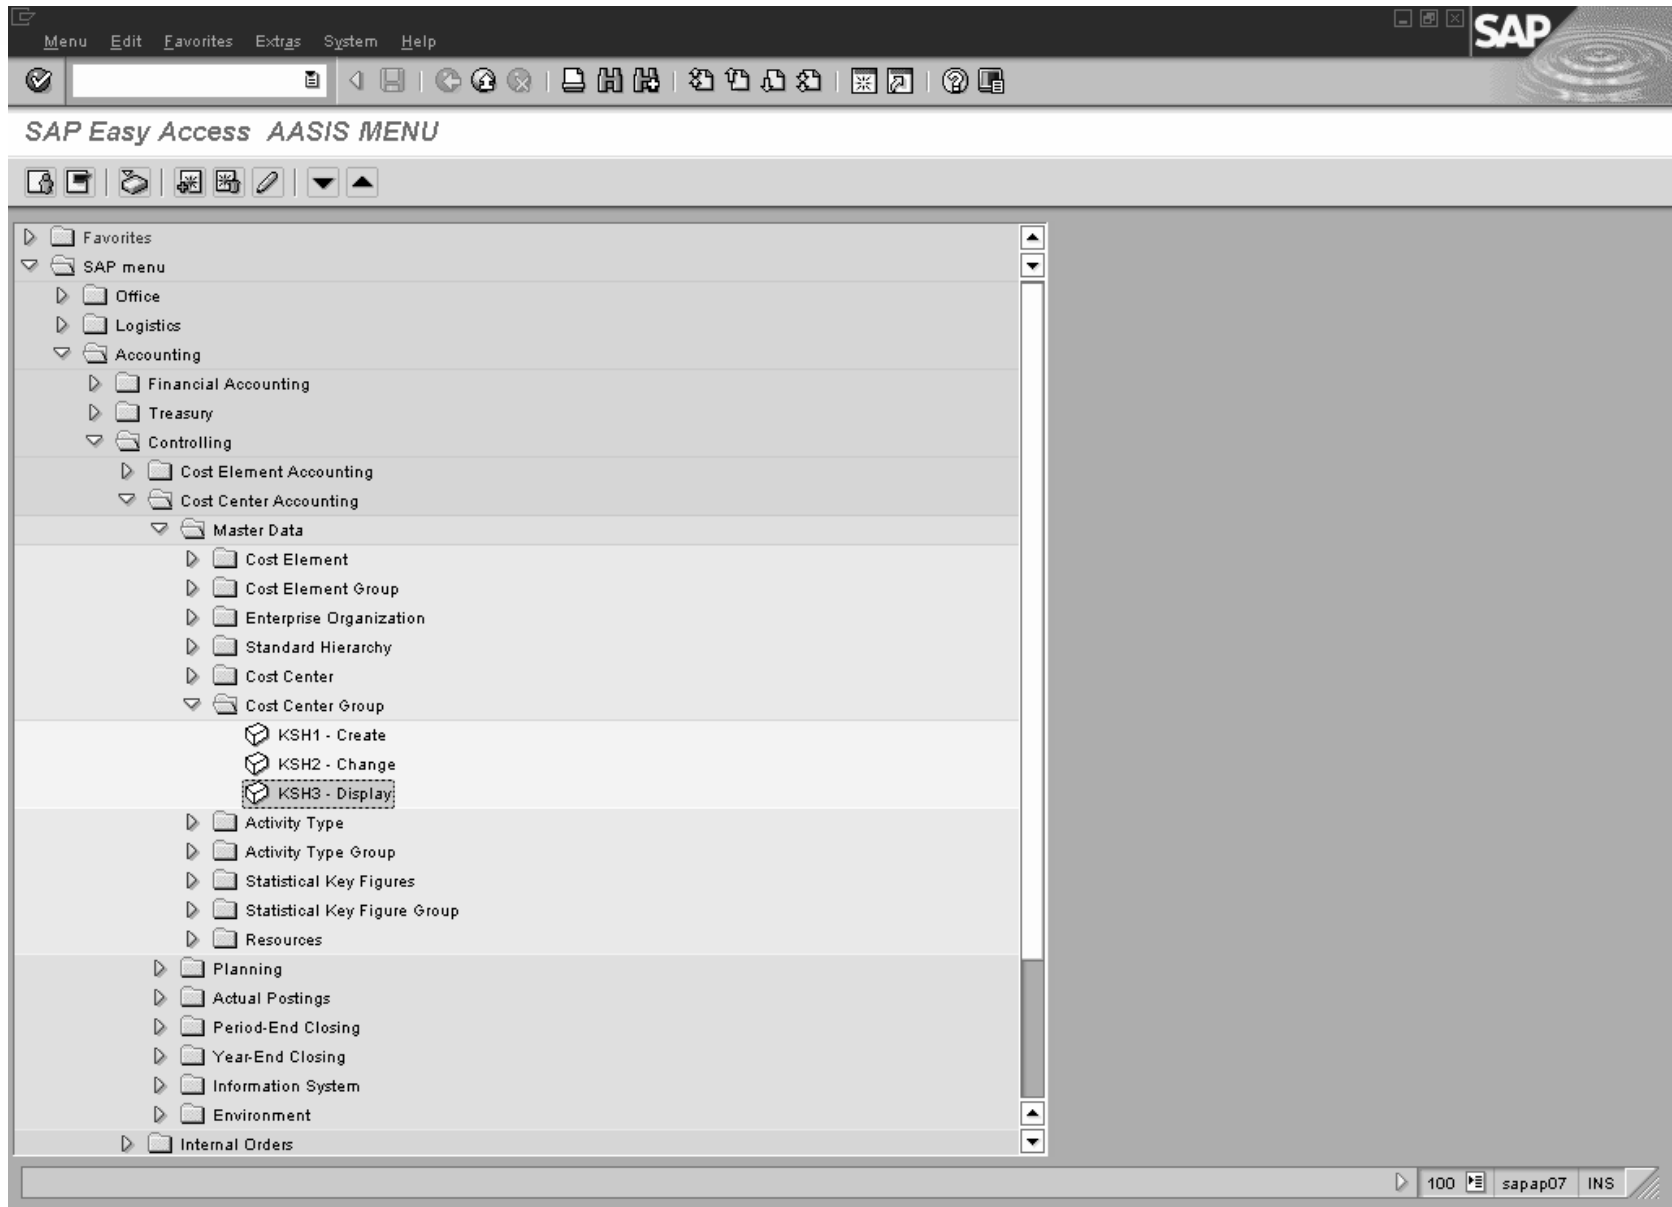 Menu Edit Favorites Extras System Help
SAP
SAP Easy Access AASIS MENU
Favorites
SAP menu
Office
Logistics
Accounting
Financial Accounting
Treasury
Controlling
Cost Element Accounting
Cost Center Accounting
Master Data
Cost Element
Cost Element Group
Enterprise Organization
Standard Hierarchy
Cost Center
Cost Center Group
KSH1 - Create
KSH2 - Change
KSH3 - Display
Activity Type
Activity Type Group
Statistical Key Figures
Statistical Key Figure Group
Resources
Planning
Actual Postings
Period-End Closing
Year-End Closing
Information System
Environment
Internal Orders
100 sapap07 INS